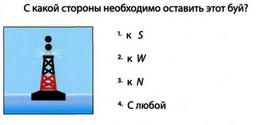 С какой стороны необходимо оставить этот буй?
1. к S
2. к W
3. к N
4. С любой